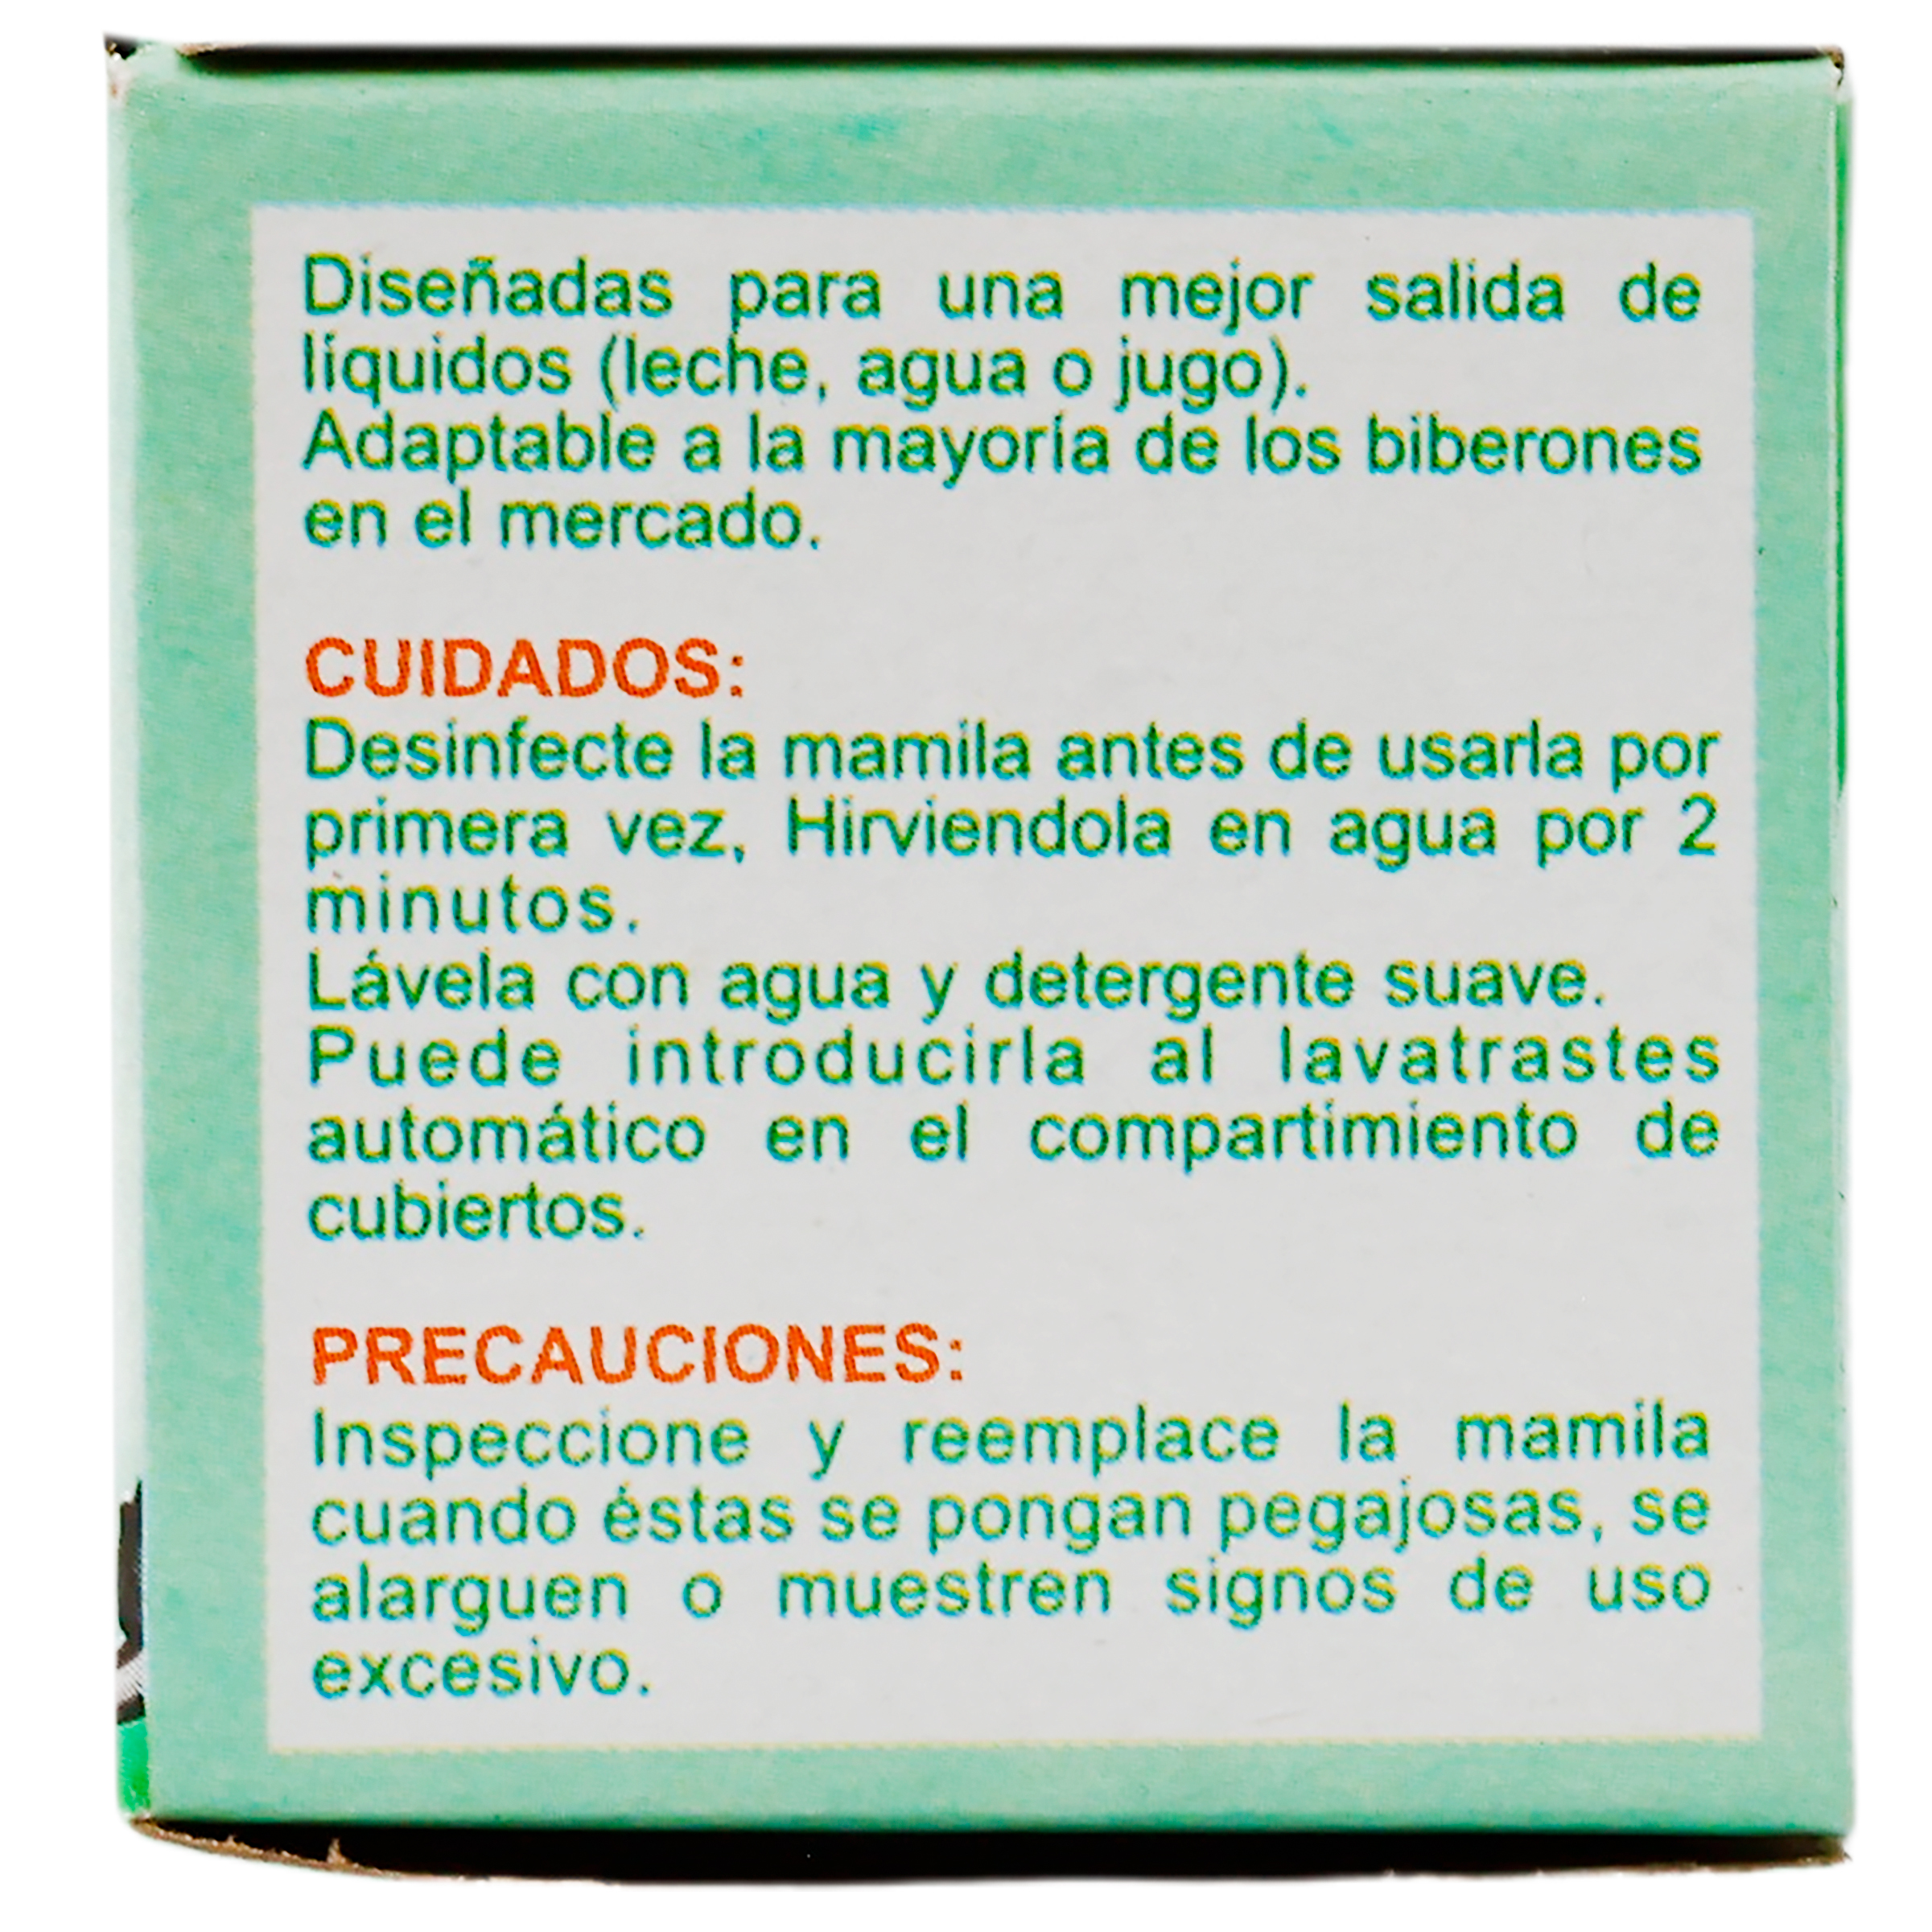 Diseñadas para una mejor salida de
líquidos (leche, agua o jugo).
Adaptable a la mayoría de los biberones
en el mercado.
CUIDADOS:
Desinfecte la mamila antes de usarla por
primera vez, Hirviendola en agua por 2
minutos.
Lávela con agua y detergente suave.
Puede introducirla al lavatrastes
automático en el compartimiento de
cubiertos.
PRECAUCIONES:
Inspeccione y reemplace la mamila
cuando éstas se pongan pegajosas, se
alarguen o muestren signos de uso
excesivo.